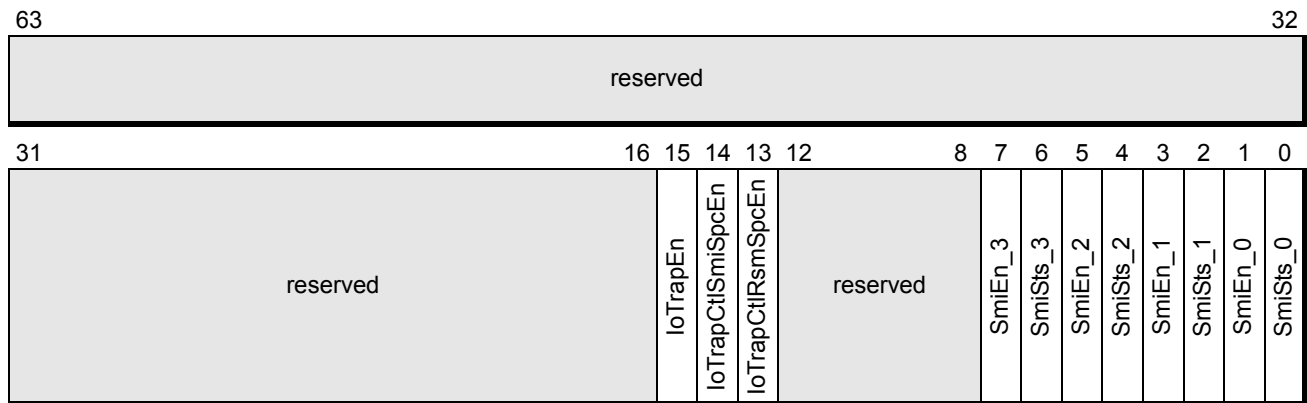 63 32
reserved
31 16 15 14 13 12 8 7 6 5 4 3 2 1 0
reserved
IoTrapEn
IoTrapCtlSmiSpcEn
IoTrapCtlRsmSpcEn
reserved
SmiEn_3
SmiSts_3
SmiEn_2
SmiSts_2
SmiEn_1
SmiSts_1
SmiEn_0
SmiSts_0